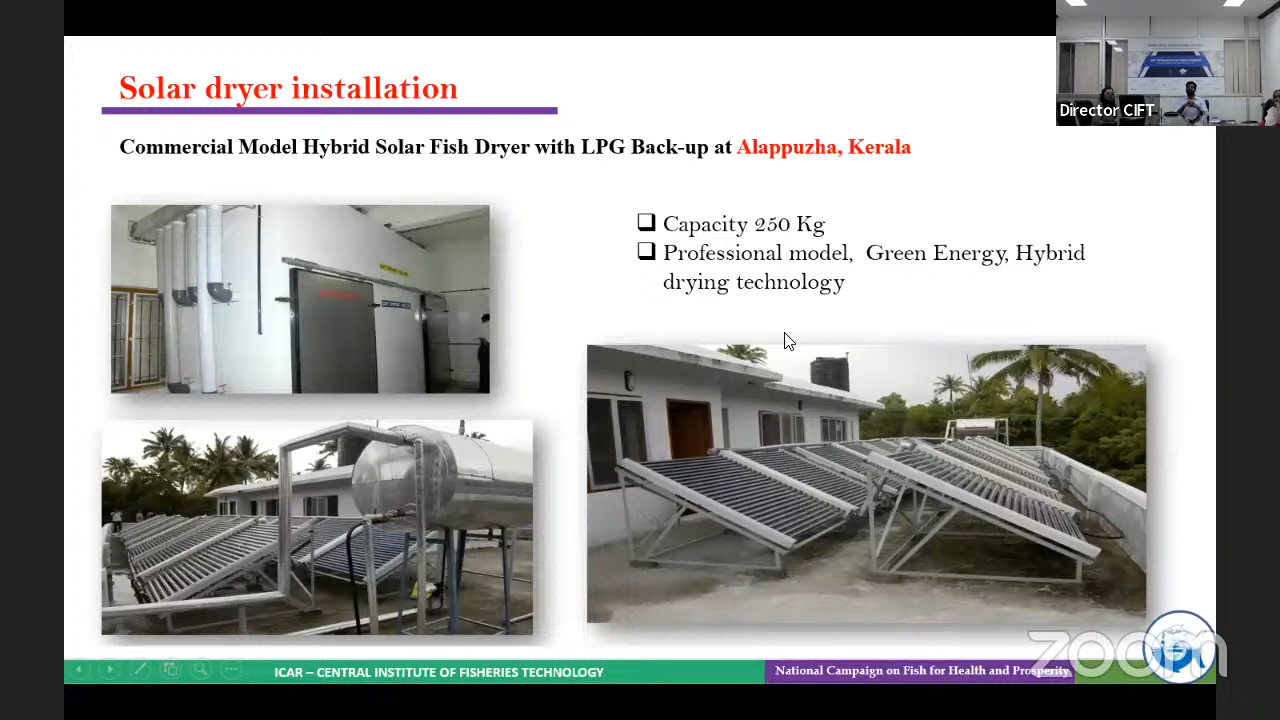 Solar dryer installation
Director CIFT
Commercial Model Hybrid Solar Fish Dryer with LPG Back-up at Alappuzha, Kerala
❑ Capacity 250 Kg
❑ Professional model, Green Energy, Hybrid
drying technology
ICAR – CENTRAL INSTITUTE OF FISHERIES TECHNOLOGY
National Campaign on Fish for Health and Prosperity
zoom